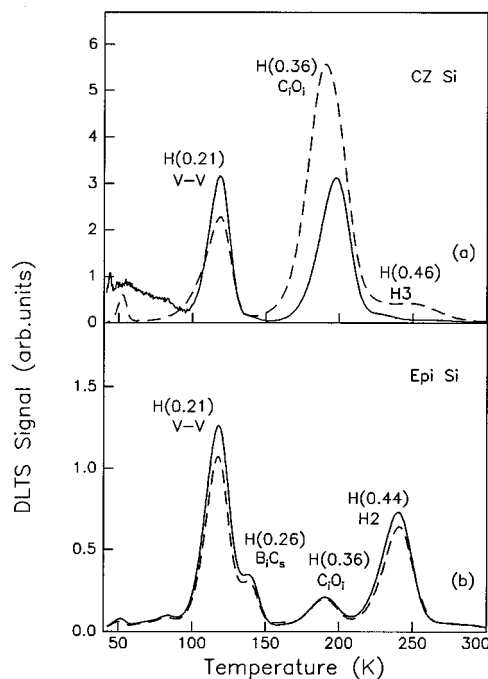 6
5
4
3
2
1
0
H(0.36)
CiOi
CZ Si
H(0.21)
V-V
(a)
H(0.46)
H3
DLTS Signal (arb.units)
1.5
1.0
0.5
0.0
Epi Si
H(0.21)
V-V
H(0.26)
BiCs
H(0.36)
CiOi
H(0.44)
H2
(b)
50 100 150 200 250 300
Temperature (K)